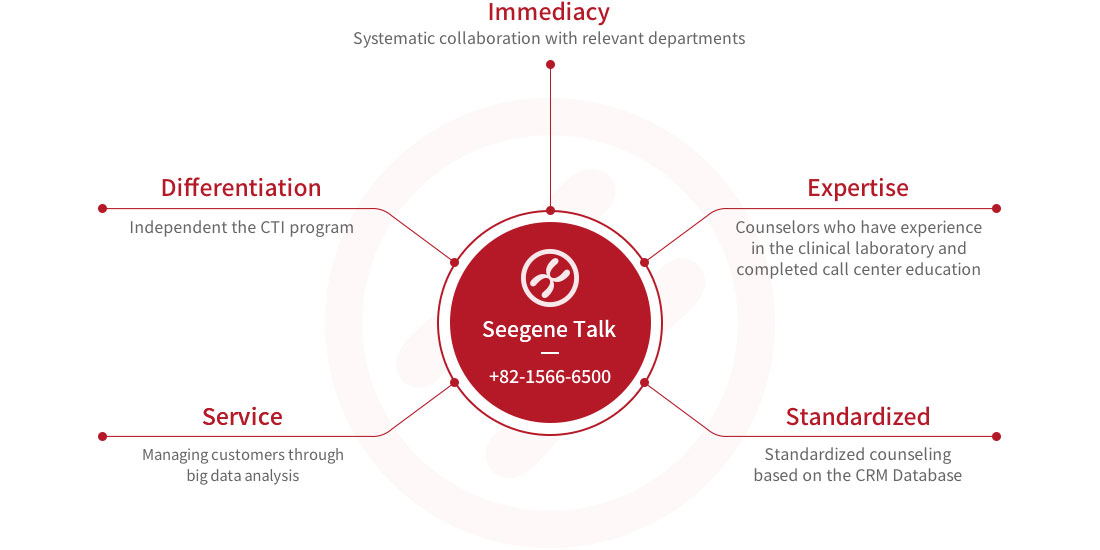 Immediacy
Systematic collaboration with relevant departments
Differentiation
Independent the CTI program
Expertise
Counselors who have experience
in the clinical laboratory and
completed call center education
Seegene Talk
+82-1566-6500
Service
Managing customers through
big data analysis
Standardized
Standardized counseling
based on the CRM Database